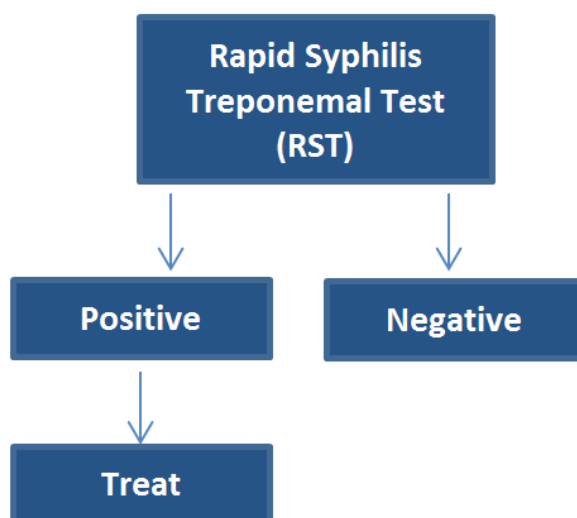 Rapid Syphilis
Treponemal Test
(RST)
Positive
Negative
Treat